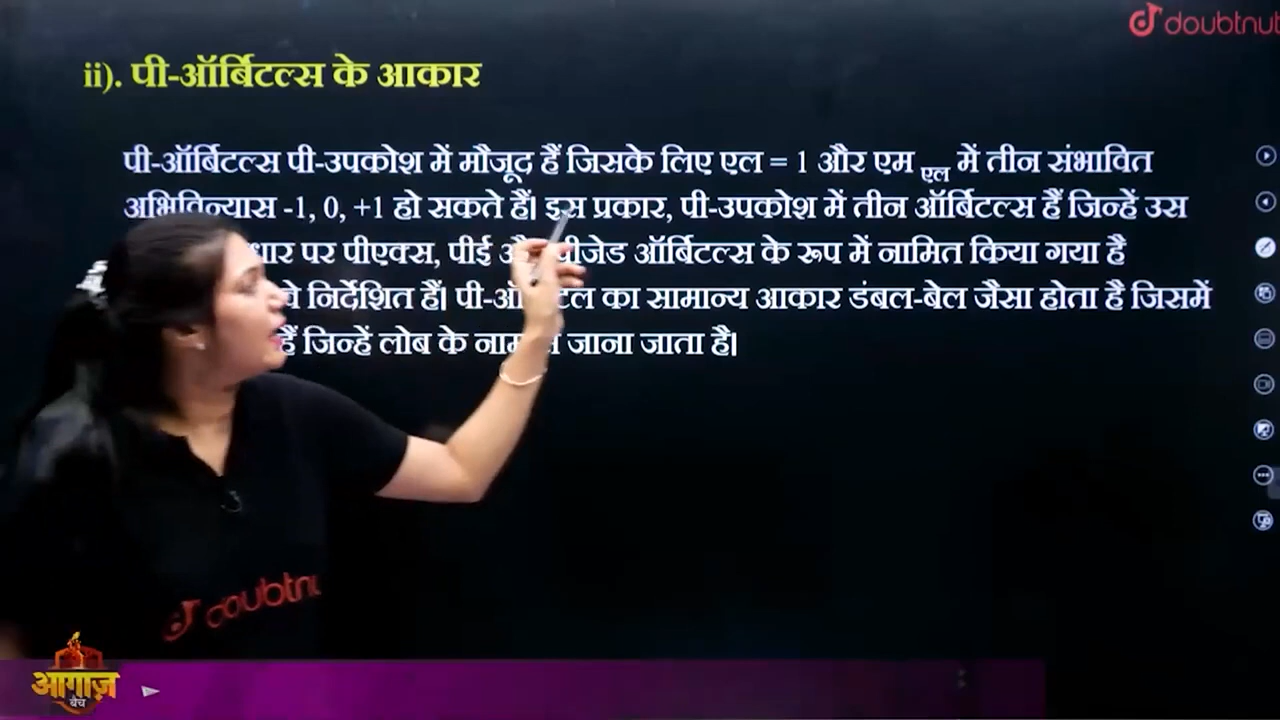 doubtnut
ii). पी-ऑर्बिटल्स के आकार
पी-ऑर्बिटल्स पी-उपकोश में मौजूद हैं जिसके लिए एल = 1 और एम एल में तीन संभावित
अभिविन्यास -1, 0, +1 हो सकते हैं। इस प्रकार, पी-उपकोश में तीन ऑर्बिटल्स हैं जिन्हें उस
पर पीएक्स, पीई ऑर्बिटल्स के रूप में नामित किया गया है
निर्देशित हैं। का सामान्य आकार डंबल-बेल जैसा होता है जिसमें
हैं जिन्हें लोब के जाना जाता है।
doubtnut
आगाज़
बैच